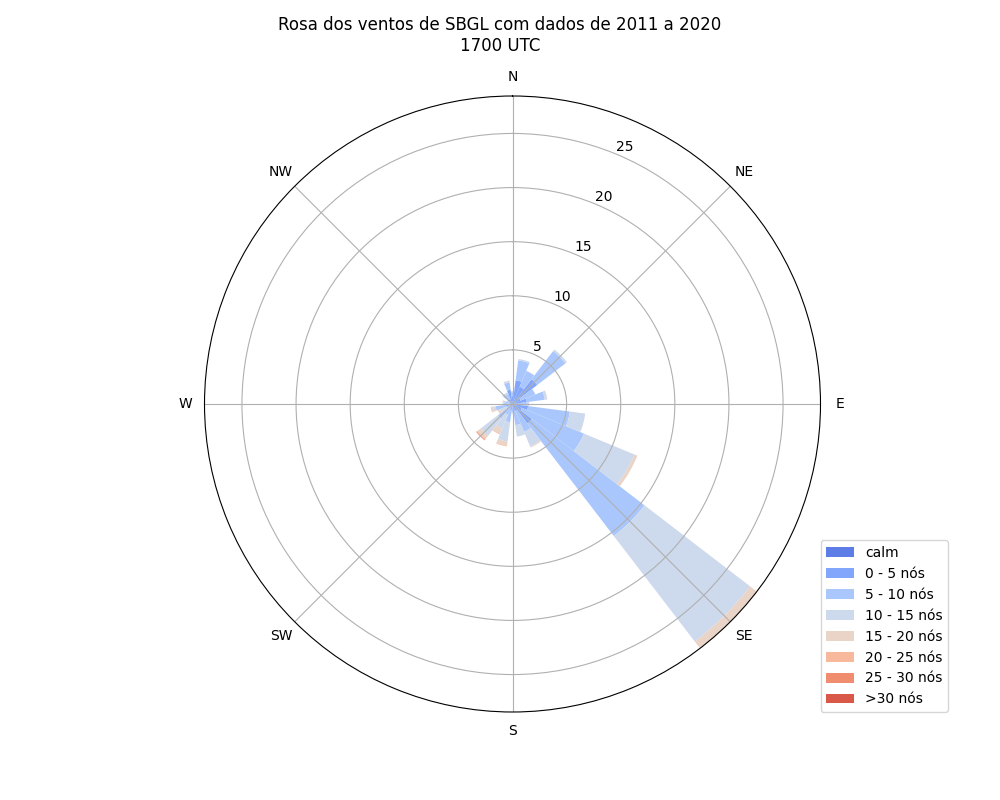 Rosa dos ventos de SBGL com dados de 2011 a 2020
1700 UTC
N
NW
NE
25
20
15
10
5
W
E
SW
SE
S
calm
0 - 5 nós
5 - 10 nós
10 - 15 nós
15 - 20 nós
20 - 25 nós
25 - 30 nós
>30 nós